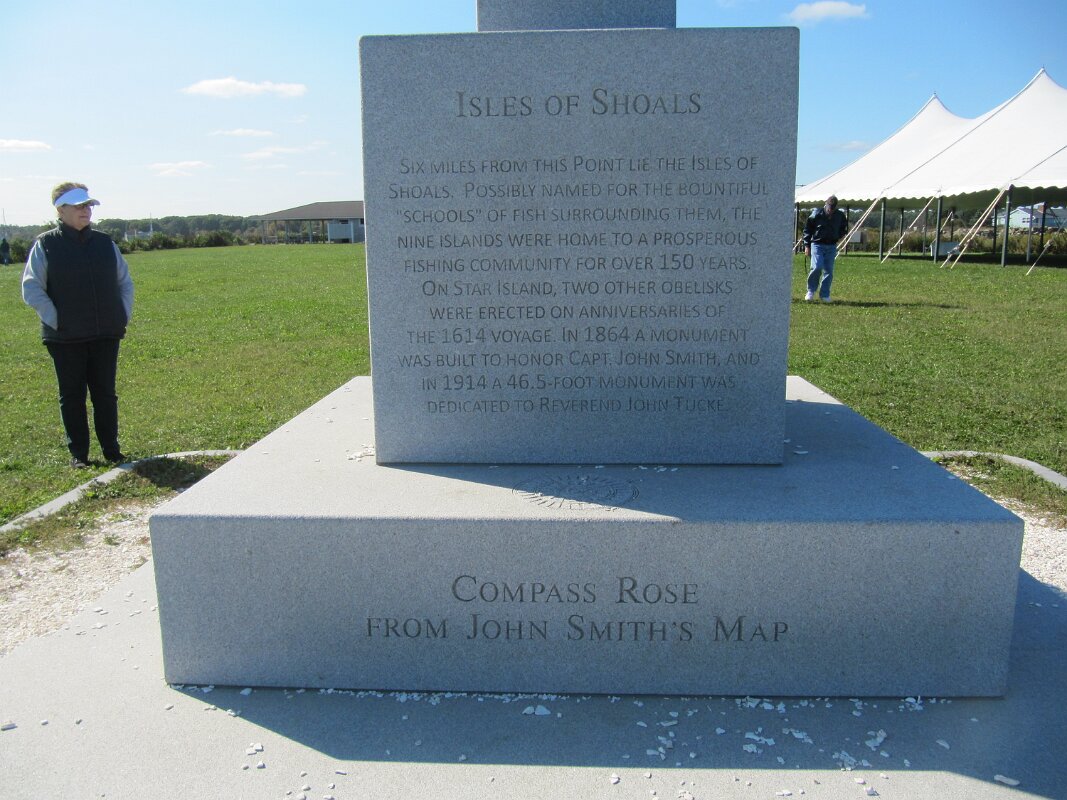 Isles of Shoals
Six miles from this Point lie the Isles of
Shoals. Possibly named for the bountiful
"schools" of fish surrounding them, the
nine islands were home to a prosperous
fishing community for over 150 years.
On Star Island, two other obelisks
were erected on anniversaries of
the 1614 voyage. In 1864 a monument
was built to honor Capt. John Smith, and
in 1914 a 46.5-foot monument was
dedicated to Reverend John Tucke.
Compass Rose
from John Smith's Map